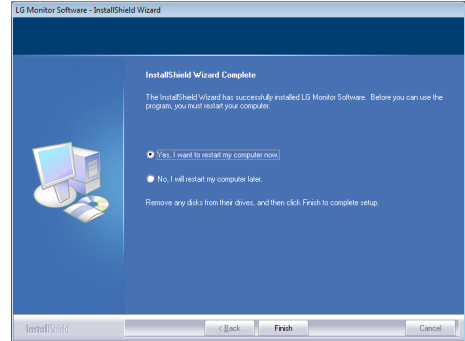 LG Monitor Software - InstallShield Wizard
InstallShield Wizard Complete
The InstallShield Wizard has successfully installed LG Monitor Software. Before you can use the
program, you must restart your computer.
Yes, I want to restart my computer now.
No, I will restart my computer later.
Remove any disks from their drives, and then click Finish to complete setup.
InstallShield
< Back
Finish
Cancel